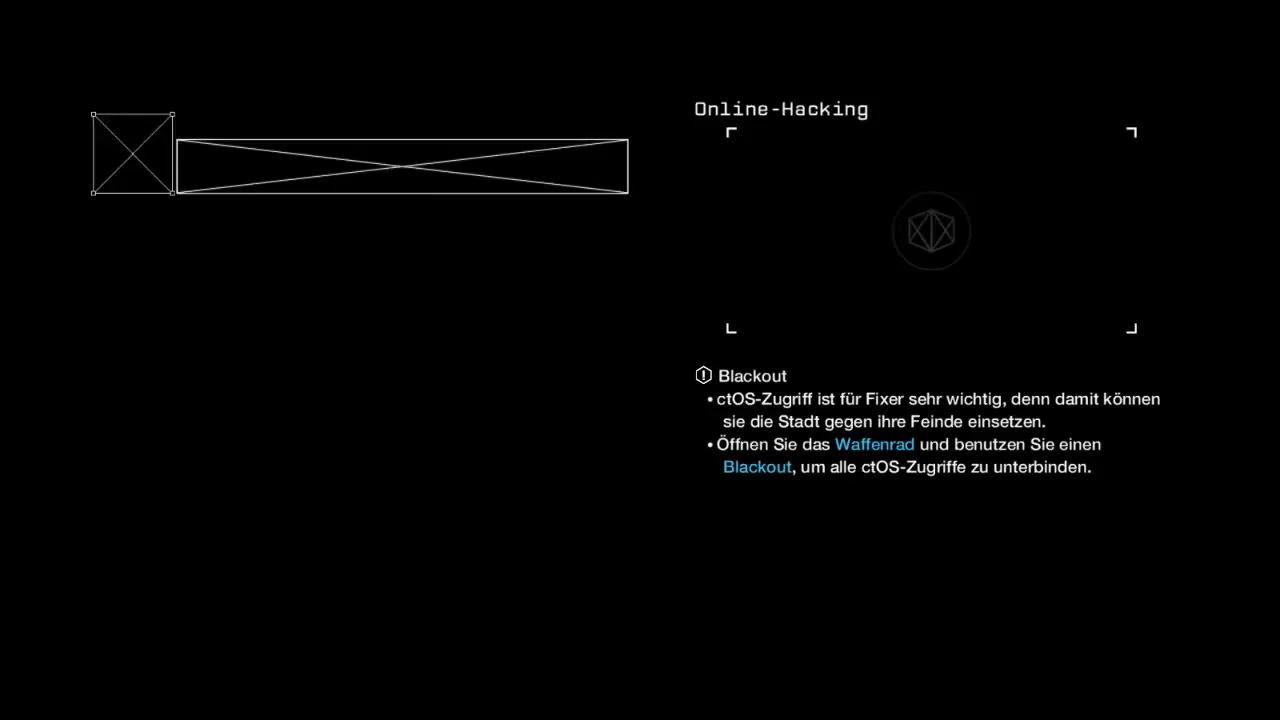 Online-Hacking
Blackout
• ctOS-Zugriff ist für Fixer sehr wichtig, denn damit können
sie die Stadt gegen ihre Feinde einsetzen.
• Öffnen Sie das Waffenrad und benutzen Sie einen
Blackout, um alle ctOS-Zugriffe zu unterbinden.